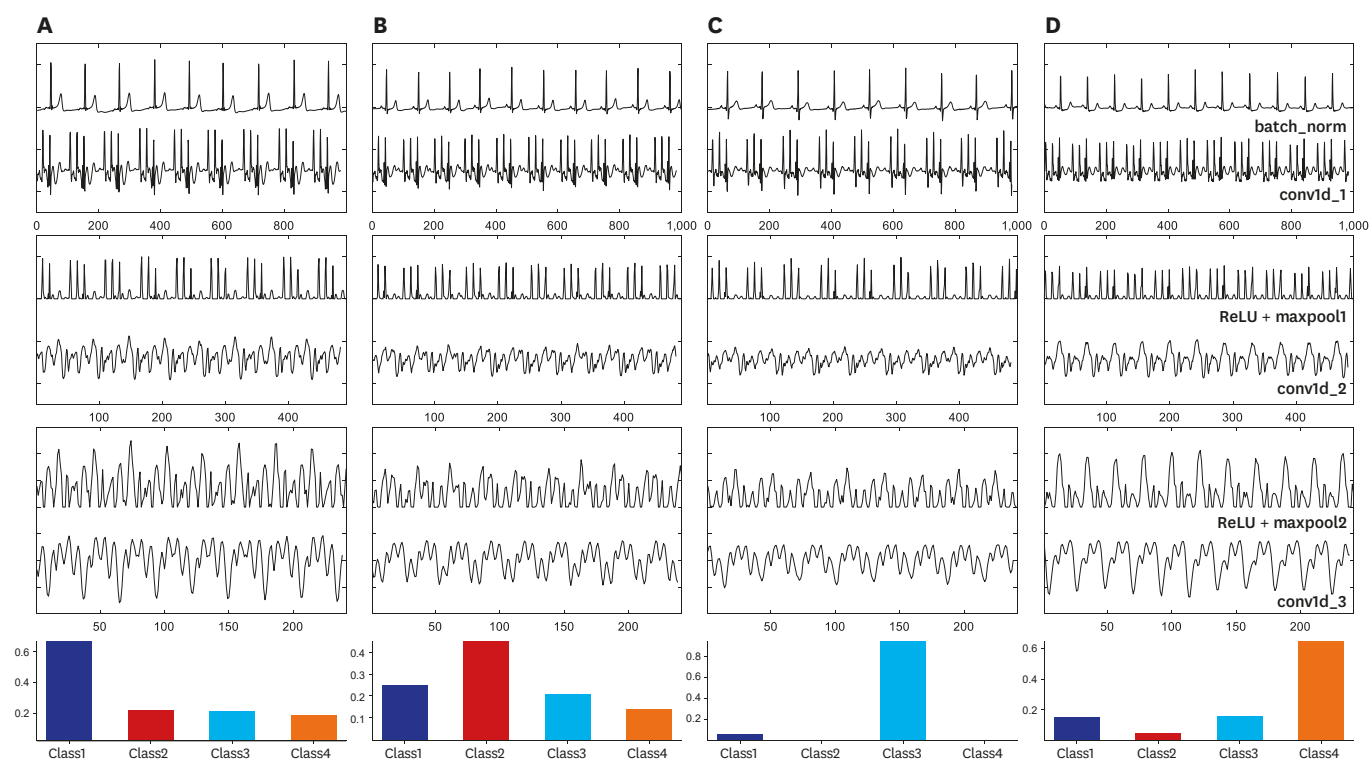 A B C D
batch_norm
conv1d_1
0 200 400 600 800 0 200 400 600 800 1,000 0 200 400 600 800 1,000 0 200 400 600 800 1,000
ReLU + maxpool1
conv1d_2
100 200 300 400 100 200 300 400 100 200 300 400 100 200 300 400
ReLU + maxpool2
conv1d_3
50 100 150 200 50 100 150 200 50 100 150 200 50 100 150 200
0.6
0.2
Class1 Class2 Class3 Class4
0.4
0.3
0.2
0.1
Class1 Class2 Class3 Class4
0.8
0.6
0.4
0.2
Class1 Class2 Class3 Class4
0.6
0.2
Class1 Class2 Class3 Class4